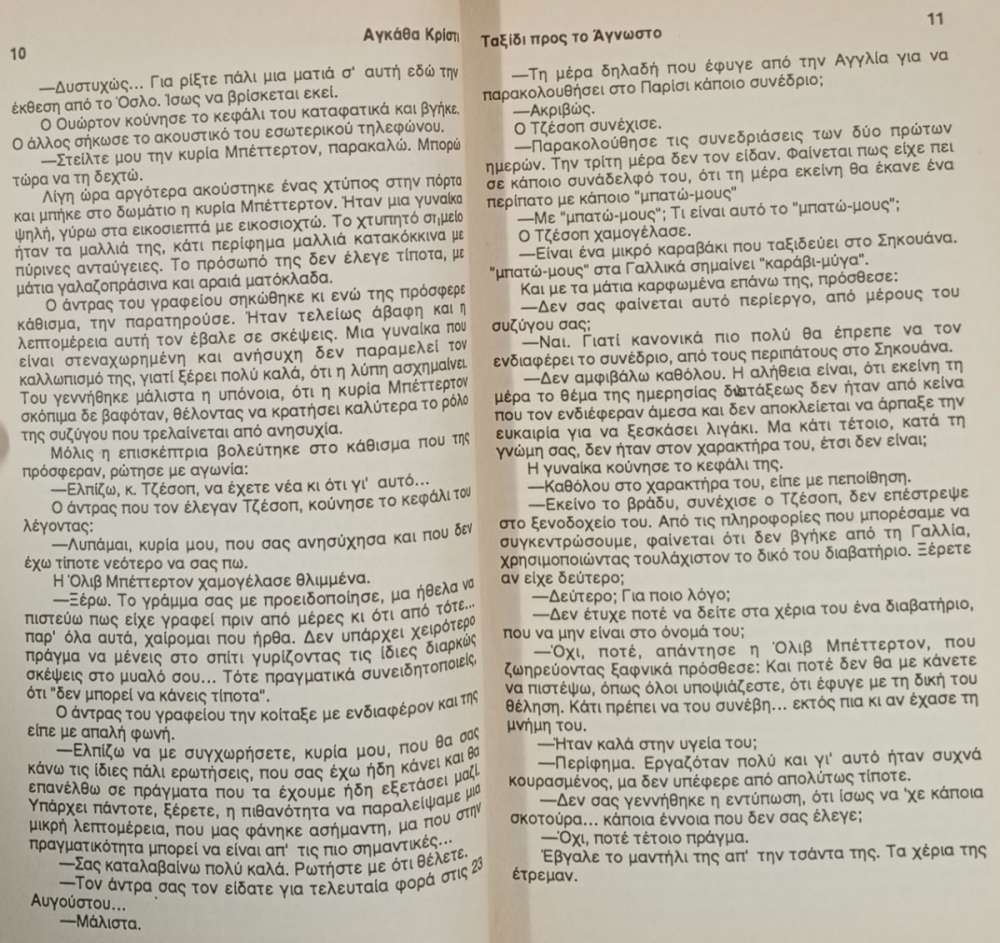 10
Αγκάθα Κρίστι
—Δυστυχώς... Για ρίξτε πάλι μια ματιά σ' αυτή εδώ την
έκθεση από το Όσλο. Ίσως να βρίσκεται εκεί.
Ο Ουώρτον κούνησε το κεφάλι του καταφατικά και βγήκε.
Ο άλλος σήκωσε το ακουστικό του εσωτερικού τηλεφώνου.
—Στείλτε μου την κυρία Μπέττερτον, παρακαλώ. Μπορώ
τώρα να τη δεχτώ.
Λίγη ώρα αργότερα ακούστηκε ένας χτύπος στην πόρτα
και μπήκε στο δωμάτιο η κυρία Μπέττερτον. Ήταν μια γυναίκα
ψηλή, γύρω στα εικοσιεπτά με εικοσιοχτώ. Το χτυπητό σημείο
ήταν τα μαλλιά της, κάτι περίφημα μαλλιά κατακόκκινα με
πύρινες ανταύγειες. Το πρόσωπό της δεν έλεγε τίποτα, με
μάτια γαλαζοπράσινα και αραιά ματόκλαδα.
Ο άντρας του γραφείου σηκώθηκε κι ενώ της πρόσφερε
κάθισμα, την παρατηρούσε. Ήταν τελείως άβαφη και η
λεπτομέρεια αυτή τον έβαλε σε σκέψεις. Μια γυναίκα που
είναι στεναχωρημένη και ανήσυχη δεν παραμελεί τον
καλλωπισμό της, γιατί ξέρει πολύ καλά, ότι η λύπη ασχημαίνει.
Του γεννήθηκε μάλιστα η υπόνοια, ότι η κυρία Μπέττερτον
σκόπιμα δε βαφόταν, θέλοντας να κρατήσει καλύτερα το ρόλο
της συζύγου που τρελαίνεται από ανησυχία.
Μόλις η επισκέπτρια βολεύτηκε στο κάθισμα που της
πρόσφεραν, ρώτησε με αγωνία:
—Ελπίζω, κ. Τζέσοπ, να έχετε νέα κι ότι γι' αυτό...
Ο άντρας που τον έλεγαν Τζέσοπ, κούνησε το κεφάλι του
λέγοντας:
—Λυπάμαι, κυρία μου, που σας ανησύχησα και που δεν
έχω τίποτε νεότερο να σας πω.
Η Όλιβ Μπέττερτον χαμογέλασε θλιμμένα.
—Ξέρω. Το γράμμα σας με προειδοποίησε, μα ήθελα να
πιστεύω πως είχε γραφεί πριν από μέρες κι ότι από τότε...
παρ' όλα αυτά, χαίρομαι που ήρθα. Δεν υπάρχει χειρότερο
πράγμα να μένεις στο σπίτι γυρίζοντας τις ίδιες διαρκώς
σκέψεις στο μυαλό σου... Τότε πραγματικά συνειδητοποιείς,
ότι "δεν μπορεί να κάνεις τίποτα".
Ο άντρας του γραφείου την κοίταξε με ενδιαφέρον και της
είπε με απαλή φωνή.
—Ελπίζω να με συγχωρήσετε, κυρία μου, που θα σας
κάνω τις ίδιες πάλι ερωτήσεις, που σας έχω ήδη κάνει και θα
επανέλθω σε πράγματα που τα έχουμε ήδη εξετάσει μαζί.
Υπάρχει πάντοτε, ξέρετε, η πιθανότητα να παραλείψαμε μια
μικρή λεπτομέρεια, που μας φάνηκε ασήμαντη, μα που στην
πραγματικότητα μπορεί να είναι απ' τις πιο σημαντικές...
—Σας καταλαβαίνω πολύ καλά. Ρωτήστε με ότι θέλετε.
—Τον άντρα σας τον είδατε για τελευταία φορά στις 23
Αυγούστου...
—Μάλιστα.
Ταξίδι προς το Άγνωστο
11
—Τη μέρα δηλαδή που έφυγε από την Αγγλία για να
παρακολουθήσει στο Παρίσι κάποιο συνέδριο;
—Ακριβώς.
Ο Τζέσοπ συνέχισε.
—Παρακολούθησε τις συνεδριάσεις των δύο πρώτων
ημερών. Την τρίτη μέρα δεν τον είδαν. Φαίνεται πως είχε πει
σε κάποιο συνάδελφό του, ότι τη μέρα εκείνη θα έκανε ένα
περίπατο με κάποιο "μπατώ-μους"
—Με "μπατώ-μους"; Τι είναι αυτό το "μπατώ-μους";
Ο Τζέσοπ χαμογέλασε.
—Είναι ένα μικρό καραβάκι που ταξιδεύει στο Σηκουάνα.
"μπατώ-μους" στα Γαλλικά σημαίνει "καράβι-μύγα".
Και με τα μάτια καρφωμένα επάνω της, πρόσθεσε:
—Δεν σας φαίνεται αυτό περίεργο, από μέρους του
συζύγου σας;
—Ναι. Γιατί κανονικά πιο πολύ θα έπρεπε να τον
ενδιαφέρει το συνέδριο, από τους περιπάτους στο Σηκουάνα.
—Δεν αμφιβάλω καθόλου. Η αλήθεια είναι, ότι εκείνη τη
μέρα το θέμα της ημερησίας διατάξεως δεν ήταν από κείνα
που τον ενδιέφεραν άμεσα και δεν αποκλείεται να άρπαξε την
ευκαιρία για να ξεσκάσει λιγάκι. Μα κάτι τέτοιο, κατά τη
γνώμη σας, δεν ήταν στον χαρακτήρα του, έτσι δεν είναι;
Η γυναίκα κούνησε το κεφάλι της.
—Καθόλου στο χαρακτήρα του, είπε με πεποίθηση.
—Εκείνο το βράδυ, συνέχισε ο Τζέσοπ, δεν επέστρεψε
στο ξενοδοχείο του. Από τις πληροφορίες που μπορέσαμε να
συγκεντρώσουμε, φαίνεται ότι δεν βγήκε από τη Γαλλία,
χρησιμοποιώντας τουλάχιστον το δικό του διαβατήριο. Ξέρετε
αν είχε δεύτερο;
—Δεύτερο; Για ποιο λόγο;
—Δεν έτυχε ποτέ να δείτε στα χέρια του ένα διαβατήριο,
που να μην είναι στο όνομά του;
—Όχι, ποτέ, απάντησε η Όλιβ Μπέττερτον, που
ζωηρεύοντας ξαφνικά πρόσθεσε: Και ποτέ δεν θα με κάνετε
να πιστέψω, όπως όλοι υποψιάζεστε, ότι έφυγε με τη δική του
θέληση. Κάτι πρέπει να του συνέβη... εκτός πια κι αν έχασε τη
μνήμη του.
—Ήταν καλά στην υγεία του;
—Περίφημα. Εργαζόταν πολύ και γι' αυτό ήταν συχνά
κουρασμένος, μα δεν υπέφερε από απολύτως τίποτε.
—Δεν σας γεννήθηκε η εντύπωση, ότι ίσως να 'χε κάποια
σκοτούρα... κάποια έννοια που δεν σας έλεγε;
—Όχι, ποτέ τέτοιο πράγμα.
Έβγαλε το μαντήλι της απ' την τσάντα της. Τα χέρια της
έτρεμαν.